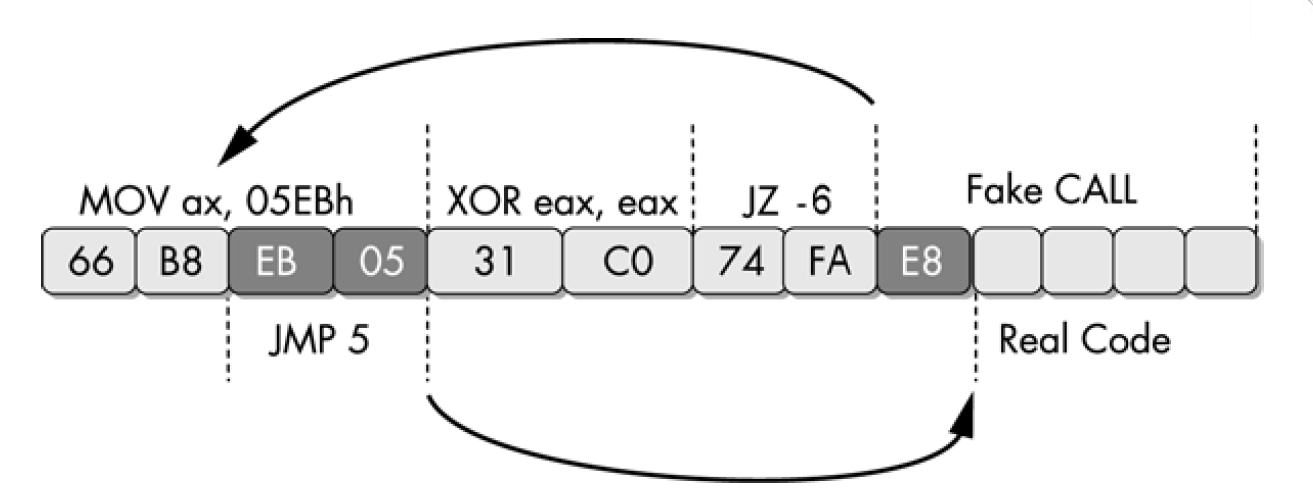 MOV ax, 05EBh XOR eax, eax JZ -6 Fake CALL
66 B8 EB 05 31 C0 74 FA E8
JMP 5 Real Code